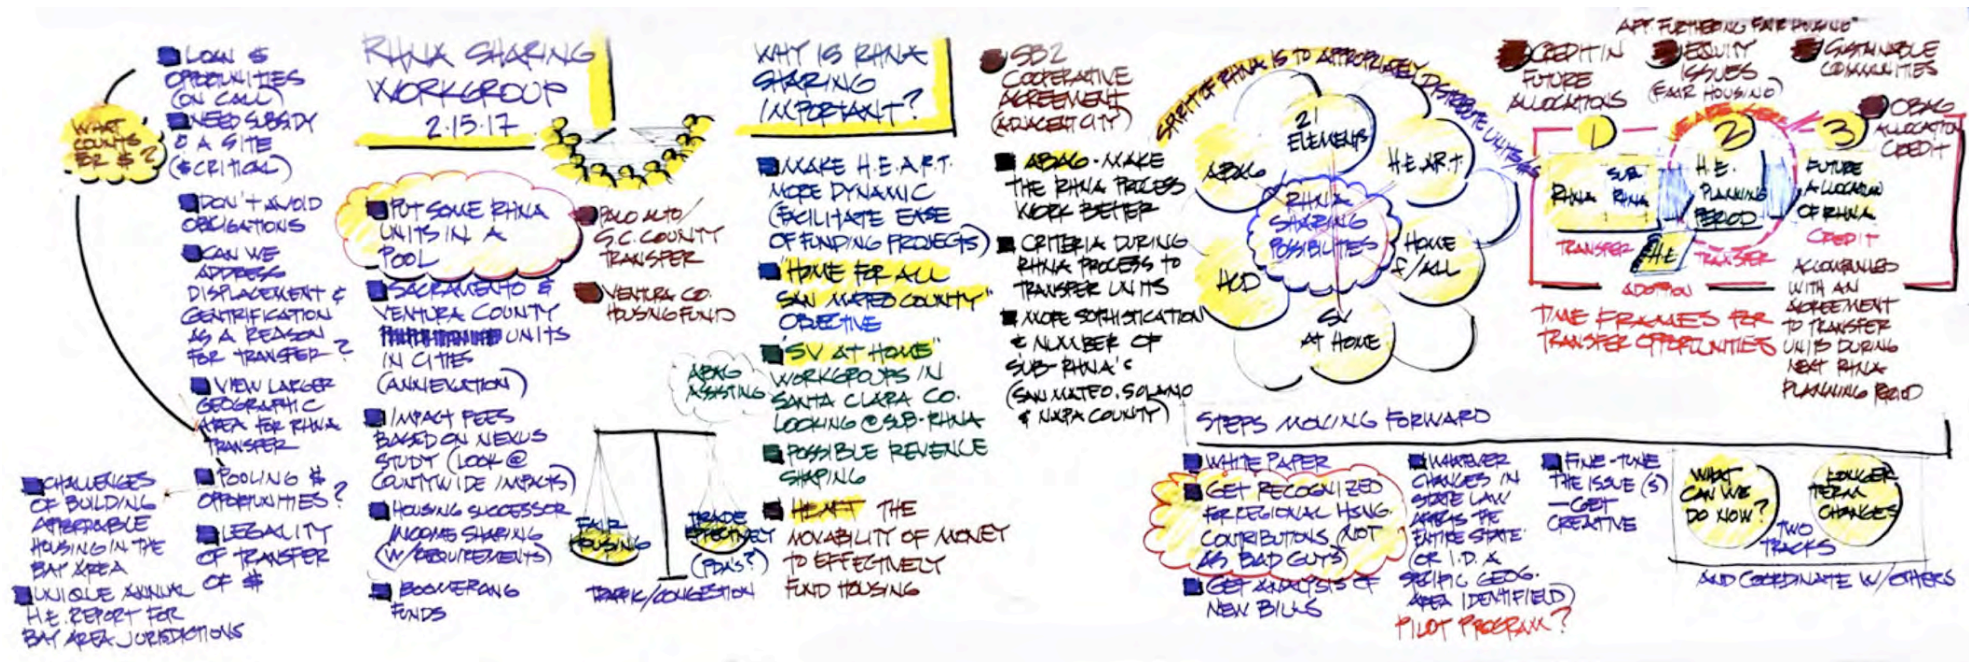 WHAT
COUNTS
FOR $?
LOAN $
OPPORTUNITIES
(ON CALL)
NEED SUBSIDY
& A SITE
($ CRITICAL)
DON'T AVOID
OBLIGATIONS
CAN WE
ADDRESS
DISPLACEMENT &
GENTRIFICATION
AS A REASON
FOR TRANSFER?
VIEW LARGER
GEOGRAPHIC
AREA FOR RHNA
TRANSFER
POOLING $
OPPORTUNITIES?
LEGALITY
OF TRANSFER
OF $
CHALLENGES
OF BUILDING
AFFORDABLE
HOUSING IN THE
BAY AREA
UNIQUE ANNUAL
H.E. REPORT FOR
BAY AREA JURISDICTIONS
RHNA SHARING
WORKGROUP
2.15.17
PUT SOME RHNA
UNITS IN A
POOL
SACRAMENTO &
VENTURA COUNTY
UNITS
IN CITIES
(ANNEXATION)
IMPACT FEES
BASED ON NEXUS
STUDY (LOOK @
COUNTYWIDE IMPACTS)
HOUSING SUCCESSOR
INCOME SHARING
(W/REQUIREMENTS)
BOOMERANG
FUNDS
PALO ALTO/
S.C. COUNTY
TRANSFER
VENTURA CO.
HOUSING FUND
ABAG
ASSISTING
FAIR
HOUSING
TRADE
EFFECTIVELY
(PDA'S?)
TRAFFIC/CONGESTION
WHY IS RHNA
SHARING
IMPORTANT?
MAKE H.E.A.R.T.
MORE DYNAMIC
(FACILITATE EASE
OF FUNDING PROJECTS)
"HOME FOR ALL
SAN MATEO COUNTY"
OBJECTIVE
"SV AT HOME"
WORKGROUPS IN
SANTA CLARA CO.
LOOKING @ SUB-RHNA
POSSIBLE REVENUE
SHARING
HEART THE
MOVABILITY OF MONEY
TO EFFECTIVELY
FUND HOUSING
SB2
COOPERATIVE
AGREEMENT
(ADJACENT CITY)
ABAG - MAKE
THE RHNA PROCESS
WORK BETTER
CRITERIA DURING
RHNA PROCESS TO
TRANSFER UNITS
MORE SOPHISTICATION
& NUMBER OF
SUB-RHNA'S
(SAN MATEO, SOLANO
& NAPA COUNTY)
SPIRIT OF RHNA IS TO APPROPRIATELY DISTRIBUTE UNITS
21
ELEMENTS
ABAG
H.E.A.R.T.
RHNA
SHARING
POSSIBILITIES
HOME
F/ALL
HCD
SV
AT HOME
AFFT. FURTHERING FAIR HOUSING"
CREDIT IN
FUTURE
ALLOCATIONS
EQUITY
ISSUES
(FAIR HOUSING)
SUSTAINABLE
COMMUNITIES
OBAG
ALLOCATION
CREDIT
WE ARE HERE
1
2
3
RHNA
SUB
RHNA
H.E.
PLANNING
PERIOD
FUTURE
ALLOCATION
OF RHNA
CREDIT
TRANSFER
H.E.
TRANSFER
ADOPTION
TIME FRAMES FOR
TRANSFER OPPORTUNITIES
ACCOMPANIED
WITH AN
AGREEMENT
TO TRANSFER
UNITS DURING
NEXT RHNA
PLANNING PERIOD
STEPS MOVING FORWARD
WHITE PAPER
GET RECOGNIZED
FOR REGIONAL HSNG.
CONTRIBUTIONS (NOT
AS BAD GUYS)
GET ANALYSIS OF
NEW BILLS
WHATEVER
CHANGES IN
STATE LAW
AFFECTS THE
ENTIRE STATE
OR I.D. A
SPECIFIC GEOG.
AREA IDENTIFIED)
PILOT PROGRAM?
FINE-TUNE
THE ISSUE(S)
— GET
CREATIVE
WHAT
CAN WE
DO NOW?
LONGER
TERM
CHANGES
TWO
TRACKS
AND COORDINATE W/OTHERS